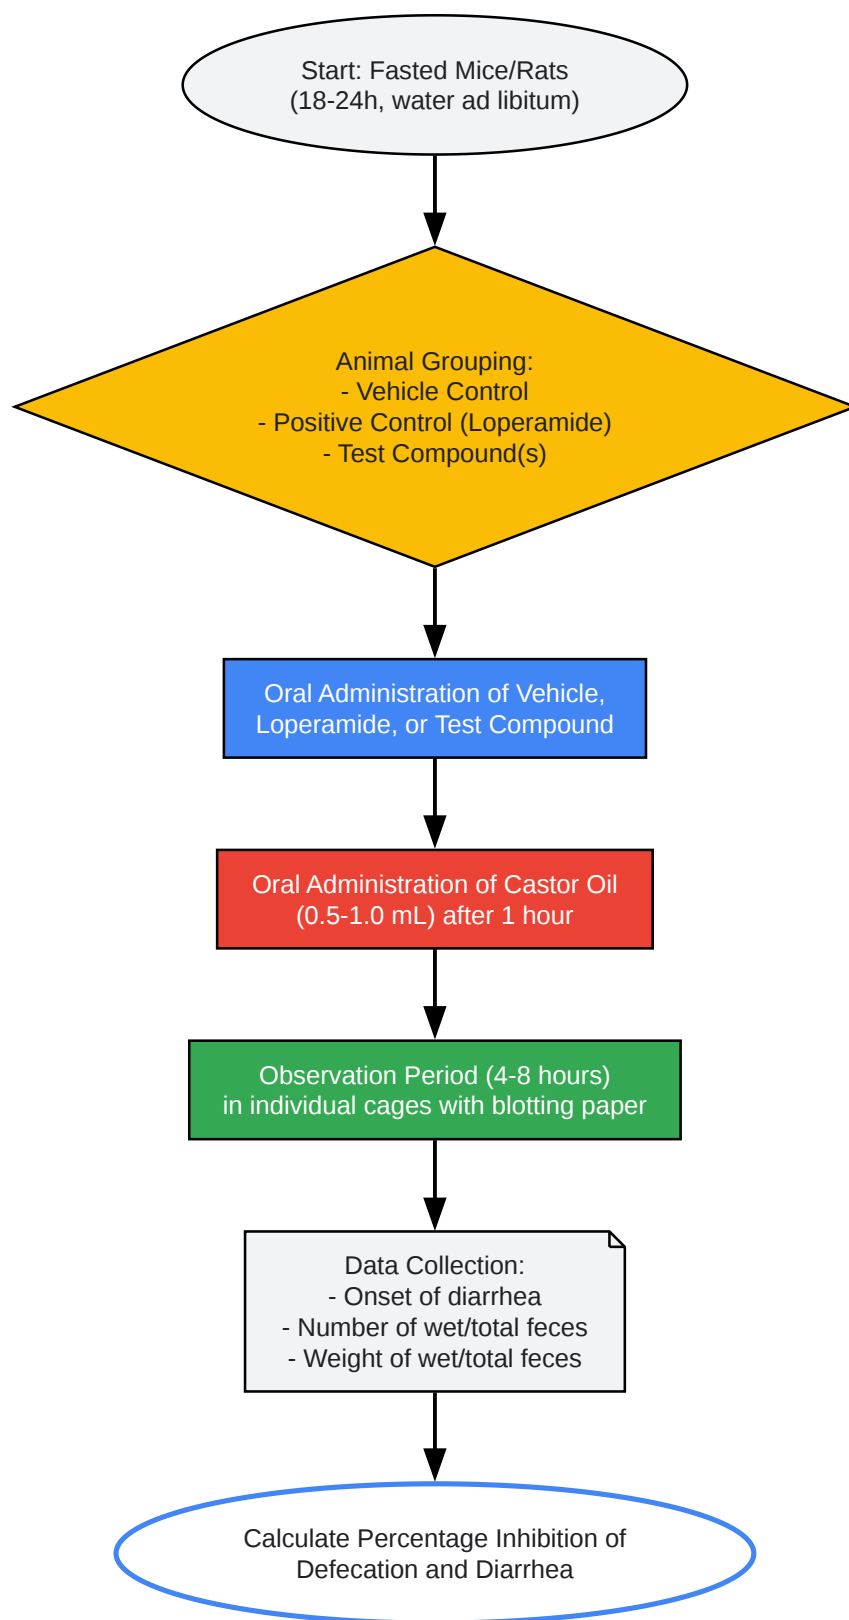 Start: Fasted Mice/Rats
(18-24h, water ad libitum)
Animal Grouping:
- Vehicle Control
- Positive Control (Loperamide)
- Test Compound(s)
Oral Administration of Vehicle,
Loperamide, or Test Compound
Oral Administration of Castor Oil
(0.5-1.0 mL) after 1 hour
Observation Period (4-8 hours)
in individual cages with blotting paper
Data Collection:
- Onset of diarrhea
- Number of wet/total feces
- Weight of wet/total feces
Calculate Percentage Inhibition of
Defecation and Diarrhea